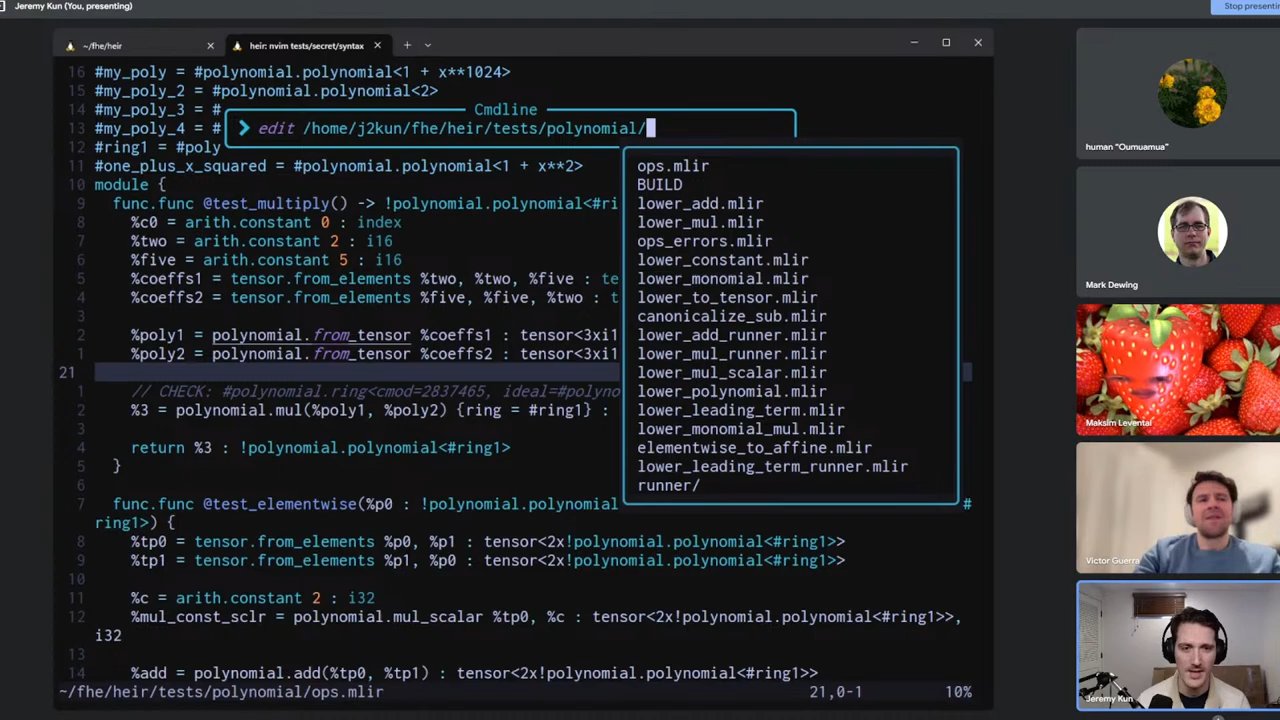 Jeremy Kun (You, presenting)
Stop presenting
~/fhe/heir
heir: nvim tests/secret/syntax
16 #my_poly = #polynomial.polynomial<1 + x**1024>
15 #my_poly_2 = #polynomial.polynomial<2>
14 #my_poly_3 = #
13 #my_poly_4 = #
12 #ring1 = #poly
11 #one_plus_x_squared = #polynomial.polynomial<1 + x**2>
10 module {
9 func.func @test_multiply() -> !polynomial.polynomial<#ri
8 %c0 = arith.constant 0 : index
7 %two = arith.constant 2 : i16
6 %five = arith.constant 5 : i16
5 %coeffs1 = tensor.from_elements %two, %two, %five : te
4 %coeffs2 = tensor.from_elements %five, %five, %two : t
3
2 %poly1 = polynomial.from_tensor %coeffs1 : tensor<3xi1
1 %poly2 = polynomial.from_tensor %coeffs2 : tensor<3xi1
21
1 // CHECK: #polynomial.ring<cmod=2837465, ideal=#polyno
2 %3 = polynomial.mul(%poly1, %poly2) {ring = #ring1} :
3
4 return %3 : !polynomial.polynomial<#ring1>
5 }
6
7 func.func @test_elementwise(%p0 : !polynomial.polynomial #
ring1>) {
8 %tp0 = tensor.from_elements %p0, %p1 : tensor<2x!polynomial.polynomial<#ring1>>
9 %tp1 = tensor.from_elements %p1, %p0 : tensor<2x!polynomial.polynomial<#ring1>>
10
11 %c = arith.constant 2 : i32
12 %mul_const_sclr = polynomial.mul_scalar %tp0, %c : tensor<2x!polynomial.polynomial<#ring1>>,
i32
13
14 %add = polynomial.add(%tp0, %tp1) : tensor<2x!polynomial.polynomial<#ring1>>
~/fhe/heir/tests/polynomial/ops.mlir 21,0-1 10%
Cmdline
edit /home/j2kun/fhe/heir/tests/polynomial/
ops.mlir
BUILD
lower_add.mlir
lower_mul.mlir
ops_errors.mlir
lower_constant.mlir
lower_monomial.mlir
lower_to_tensor.mlir
canonicalize_sub.mlir
lower_add_runner.mlir
lower_mul_runner.mlir
lower_mul_scalar.mlir
lower_polynomial.mlir
lower_leading_term.mlir
lower_monomial_mul.mlir
elementwise_to_affine.mlir
lower_leading_term_runner.mlir
runner/
human "Oumuamua"
Mark Dewing
Maksim Levental
Victor Guerra
Jeremy Kun